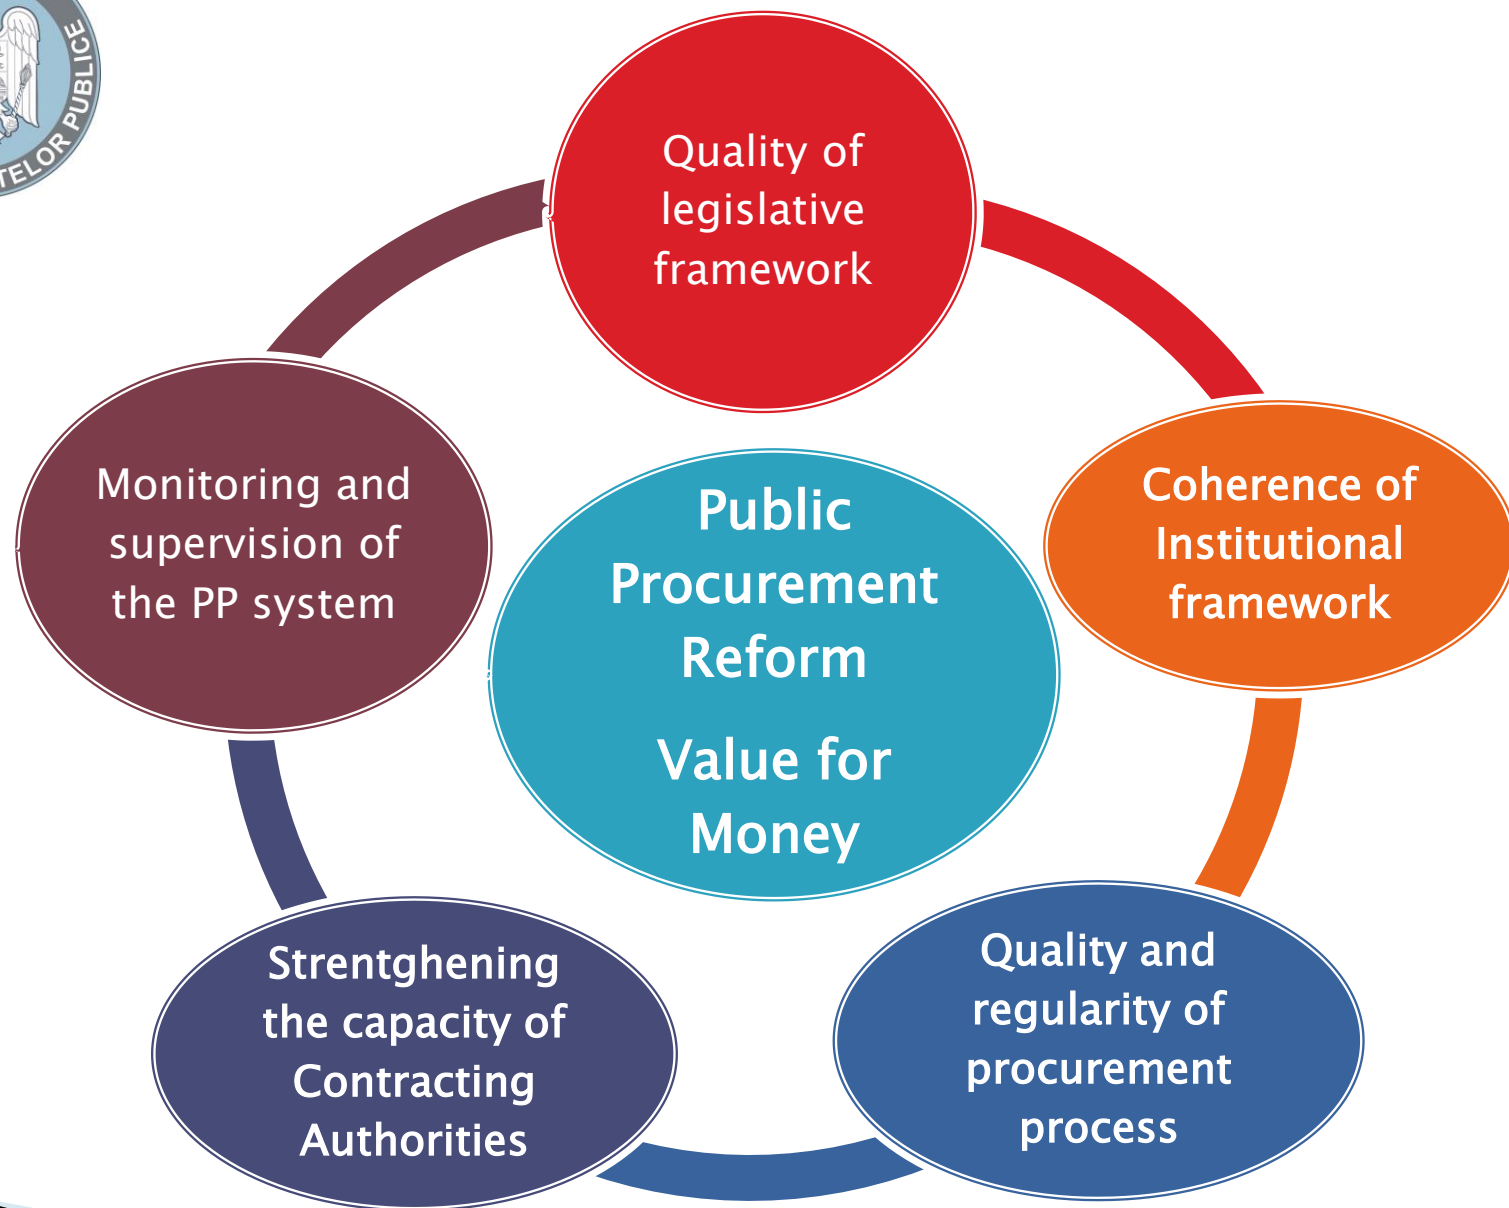 TELOR PUBLICE
Quality of
legislative
framework
Monitoring and
supervision of
the PP system
Coherence of
Institutional
framework
Public
Procurement
Reform
Value for
Money
Strentghening
the capacity of
Contracting
Authorities
Quality and
regularity of
procurement
process